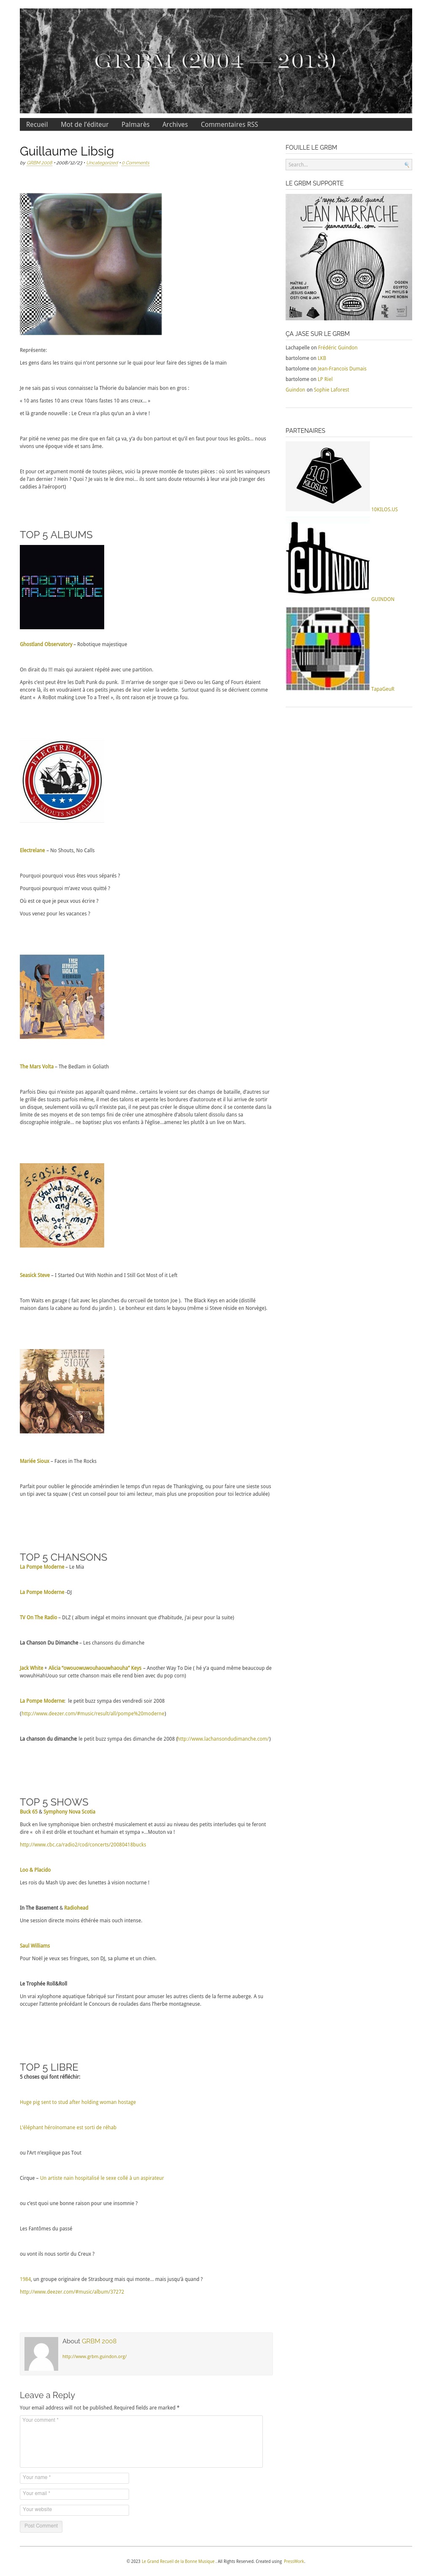 GRBM (2004 – 2013)
Recueil Mot de l'éditeur Palmarès Archives Commentaires RSS
Guillaume Libsig
by GRBM 2008 • 2008/12/23 • Uncategorized • 0 Comments
Représente:
Les gens dans les trains qui n'ont personne sur le quai pour leur faire des signes de la main
Je ne sais pas si vous connaissez la Théorie du balancier mais bon en gros :
« 10 ans fastes 10 ans creux 10ans fastes 10 ans creux... »
et là grande nouvelle : Le Creux n'a plus qu'un an à vivre !
Par pitié ne venez pas me dire que en fait ça va, y'a du bon partout et qu'il en faut pour tous les goûts... nous
vivons une époque vide et sans âme.
Et pour cet argument monté de toutes pièces, voici la preuve montée de toutes pièces : où sont les vainqueurs
de l'an dernier ? Hein ? Quoi ? Je vais te le dire moi... ils sont sans doute retournés à leur vrai job (ranger des
caddies à l'aéroport)
TOP 5 ALBUMS
ROBOTIQUE
MAJESTIQUE
Ghostland Observatory – Robotique majestique
On dirait du !!! mais qui auraient répété avec une partition.
Après c'est peut être les Daft Punk du punk. Il m'arrive de songer que si Devo ou les Gang of Fours étaient
encore là, ils en voudraient à ces petits jeunes de leur voler la vedette. Surtout quand ils se décrivent comme
étant « A RoBot making Love To a Tree! », ils ont raison et je trouve ça fou.
ELECTRELANE
NO SHOUTS NO CALLS
Electrelane – No Shouts, No Calls
Pourquoi pourquoi vous êtes vous séparés ?
Pourquoi pourquoi m'avez vous quitté ?
Où est ce que je peux vous écrire ?
Vous venez pour les vacances ?
THE MARS VOLTA
The Mars Volta – The Bedlam in Goliath
Parfois Dieu qui n'existe pas apparaît quand même.. certains le voient sur des champs de bataille, d'autres sur
le grillé des toasts parfois même, il met des talons et arpente les bordures d'autoroute et il lui arrive de sortir
un disque, seulement voilà vu qu'il n'existe pas, il ne peut pas créer le disque ultime donc il se contente dans la
limite de ses moyens et de son temps fini de créer une atmosphère d'absolu talent dissolu dans sa
discographie intégrale... ne baptisez plus vos enfants à l'église...amenez les plutôt à un live on Mars.
SEASICK STEVE
I Started out with nothin and I still got most of it left
Seasick Steve – I Started Out With Nothin and I Still Got Most of it Left
Tom Waits en garage ( fait avec les planches du cercueil de tonton Joe ). The Black Keys en acide (distillé
maison dans la cabane au fond du jardin ). Le bonheur est dans le bayou (même si Steve réside en Norvège).
MARIEE SIOUX
Mariée Sioux – Faces in The Rocks
Parfait pour oublier le génocide amérindien le temps d'un repas de Thanksgiving, ou pour faire une sieste sous
un tipi avec ta squaw ( c'est un conseil pour toi ami lecteur, mais plus une proposition pour toi lectrice adulée)
TOP 5 CHANSONS
La Pompe Moderne – Le Mia
La Pompe Moderne -DJ
TV On The Radio – DLZ ( album inégal et moins innovant que d'habitude, j'ai peur pour la suite)
La Chanson Du Dimanche – Les chansons du dimanche
Jack White + Alicia "owouowuwouhaouwhaouha" Keys – Another Way To Die ( hé y'a quand même beaucoup de
wowuhHahUouo sur cette chanson mais elle rend bien avec du pop corn)
La Pompe Moderne: le petit buzz sympa des vendredi soir 2008
(http://www.deezer.com/#music/result/all/pompe%20moderne)
La chanson du dimanche le petit buzz sympa des dimanche de 2008 (http://www.lachansondudimanche.com/)
TOP 5 SHOWS
Buck 65 & Symphony Nova Scotia
Buck en live symphonique bien orchestré musicalement et aussi au niveau des petits interludes qui te feront
dire « oh il est drôle et touchant et humain et sympa »...Mouton va !
http://www.cbc.ca/radio2/cod/concerts/20080418bucks
Loo & Placido
Les rois du Mash Up avec des lunettes à vision nocturne !
In The Basement & Radiohead
Une session directe moins éthérée mais ouch intense.
Saul Williams
Pour Noël je veux ses fringues, son DJ, sa plume et un chien.
Le Trophée Roll&Roll
Un vrai xylophone aquatique fabriqué sur l'instant pour amuser les autres clients de la ferme auberge. A su
occuper l'attente précédant le Concours de roulades dans l'herbe montagneuse.
TOP 5 LIBRE
5 choses qui font réfléchir:
Huge pig sent to stud after holding woman hostage
L'éléphant héroïnomane est sorti de réhab
ou l'Art n'explique pas Tout
Cirque – Un artiste nain hospitalisé le sexe collé à un aspirateur
ou c'est quoi une bonne raison pour une insomnie ?
Les Fantômes du passé
ou vont ils nous sortir du Creux ?
1984, un groupe originaire de Strasbourg mais qui monte... mais jusqu'à quand ?
http://www.deezer.com/#music/album/37272
About GRBM 2008
http://www.grbm.guindon.org/
Leave a Reply
Your email address will not be published. Required fields are marked *
Your comment *
Your name *
Your email *
Your website
Post Comment
FOUILLE LE GRBM
Search...
LE GRBM SUPPORTE
j'rappe tout seul quand
JEAN NARRACHE
MAÎTRE J
JEANBART
JEUSIS GUIBO
OSTY ONE & JAM
OGDEN
EGYPTO
MC MINUS &
MAXIME ROBIN
ÇA JASE SUR LE GRBM
Lachapelle on Frédéric Guindon
bartolome on LKB
bartolome on Jean-Francois Dumais
bartolome on LP Riel
Guindon on Sophie Laforest
PARTENAIRES
10
KILOS.US
10KILOS.US
GUINDON
GUINDON
TapaGeuR
© 2023 Le Grand Recueil de la Bonne Musique . All Rights Reserved. Created using PressWork.